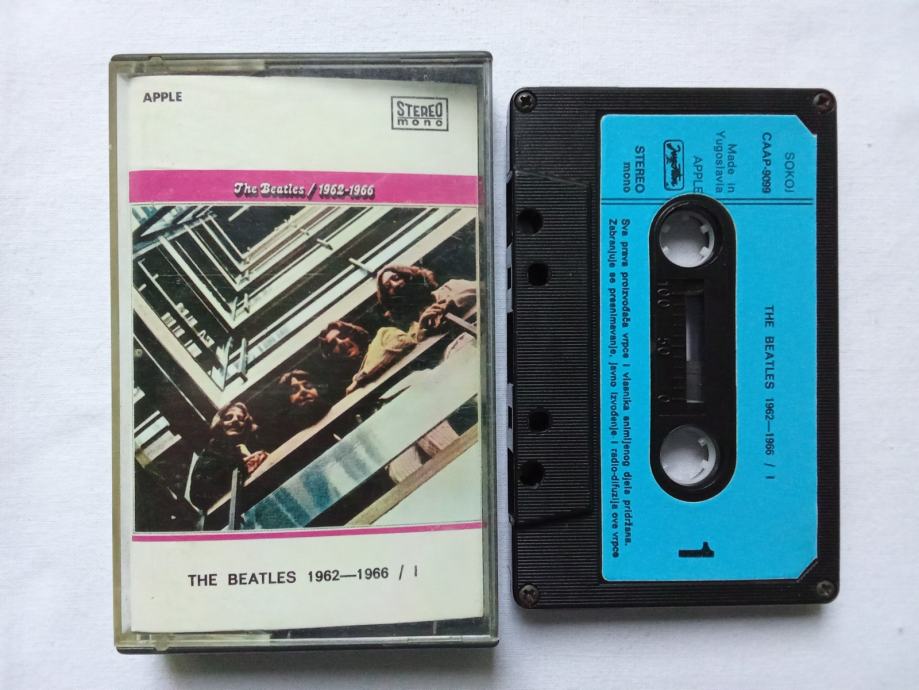 APPLE
STEREO
mono
The Beatles / 1962-1966
THE BEATLES 1962—1966 / I
SOKOJ
CAAP-9099
Made in
Yugoslavia
APPLE
Jugoton
STEREO
mono
THE BEATLES 1962—1966 / I
100 50 0
Sva prava proizvođača vrpce i vlasnika snimljenog djela pridržana.
Zabranjuje se presnimavanje, javno izvođenje i radio-difuzija ove vrpce
1